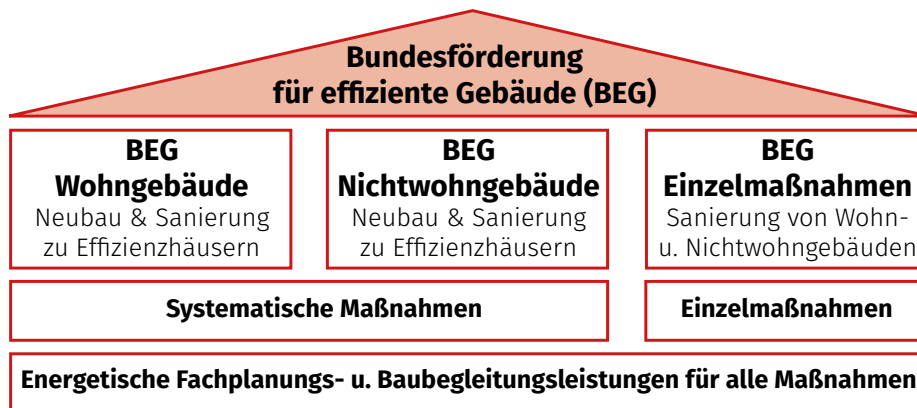 Bundesförderung
für effiziente Gebäude (BEG)
BEG
Wohngebäude
Neubau & Sanierung
zu Effizienzhäusern
BEG
Nichtwohngebäude
Neubau & Sanierung
zu Effizienzhäusern
BEG
Einzelmaßnahmen
Sanierung von Wohn-
u. Nichtwohngebäuden
Systematische Maßnahmen
Einzelmaßnahmen
Energetische Fachplanungs- u. Baubegleitungsleistungen für alle Maßnahmen